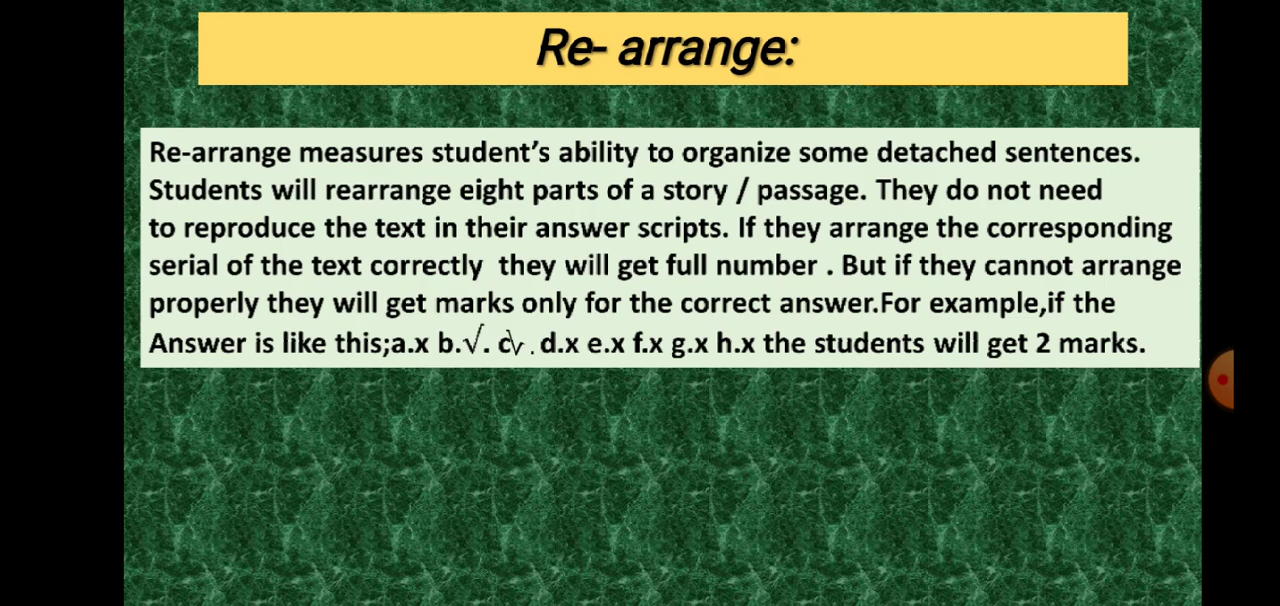 Re- arrange:
Re-arrange measures student’s ability to organize some detached sentences.
Students will rearrange eight parts of a story / passage. They do not need
to reproduce the text in their answer scripts. If they arrange the corresponding
serial of the text correctly  they will get full number . But if they cannot arrange
properly they will get marks only for the correct answer.For example,if the
Answer is like this;a.x b.√. c√ . d.x e.x f.x g.x h.x the students will get 2 marks.